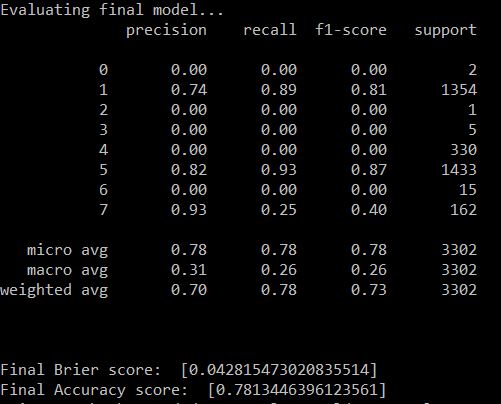 Evaluating final model...
precision recall f1-score support
0 0.00 0.00 0.00 2
1 0.74 0.89 0.81 1354
2 0.00 0.00 0.00 1
3 0.00 0.00 0.00 5
4 0.00 0.00 0.00 330
5 0.82 0.93 0.87 1433
6 0.00 0.00 0.00 15
7 0.93 0.25 0.40 162
micro avg 0.78 0.78 0.78 3302
macro avg 0.31 0.26 0.26 3302
weighted avg 0.70 0.78 0.73 3302
Final Brier score: [0.042815473020835514]
Final Accuracy score: [0.7813446396123561]